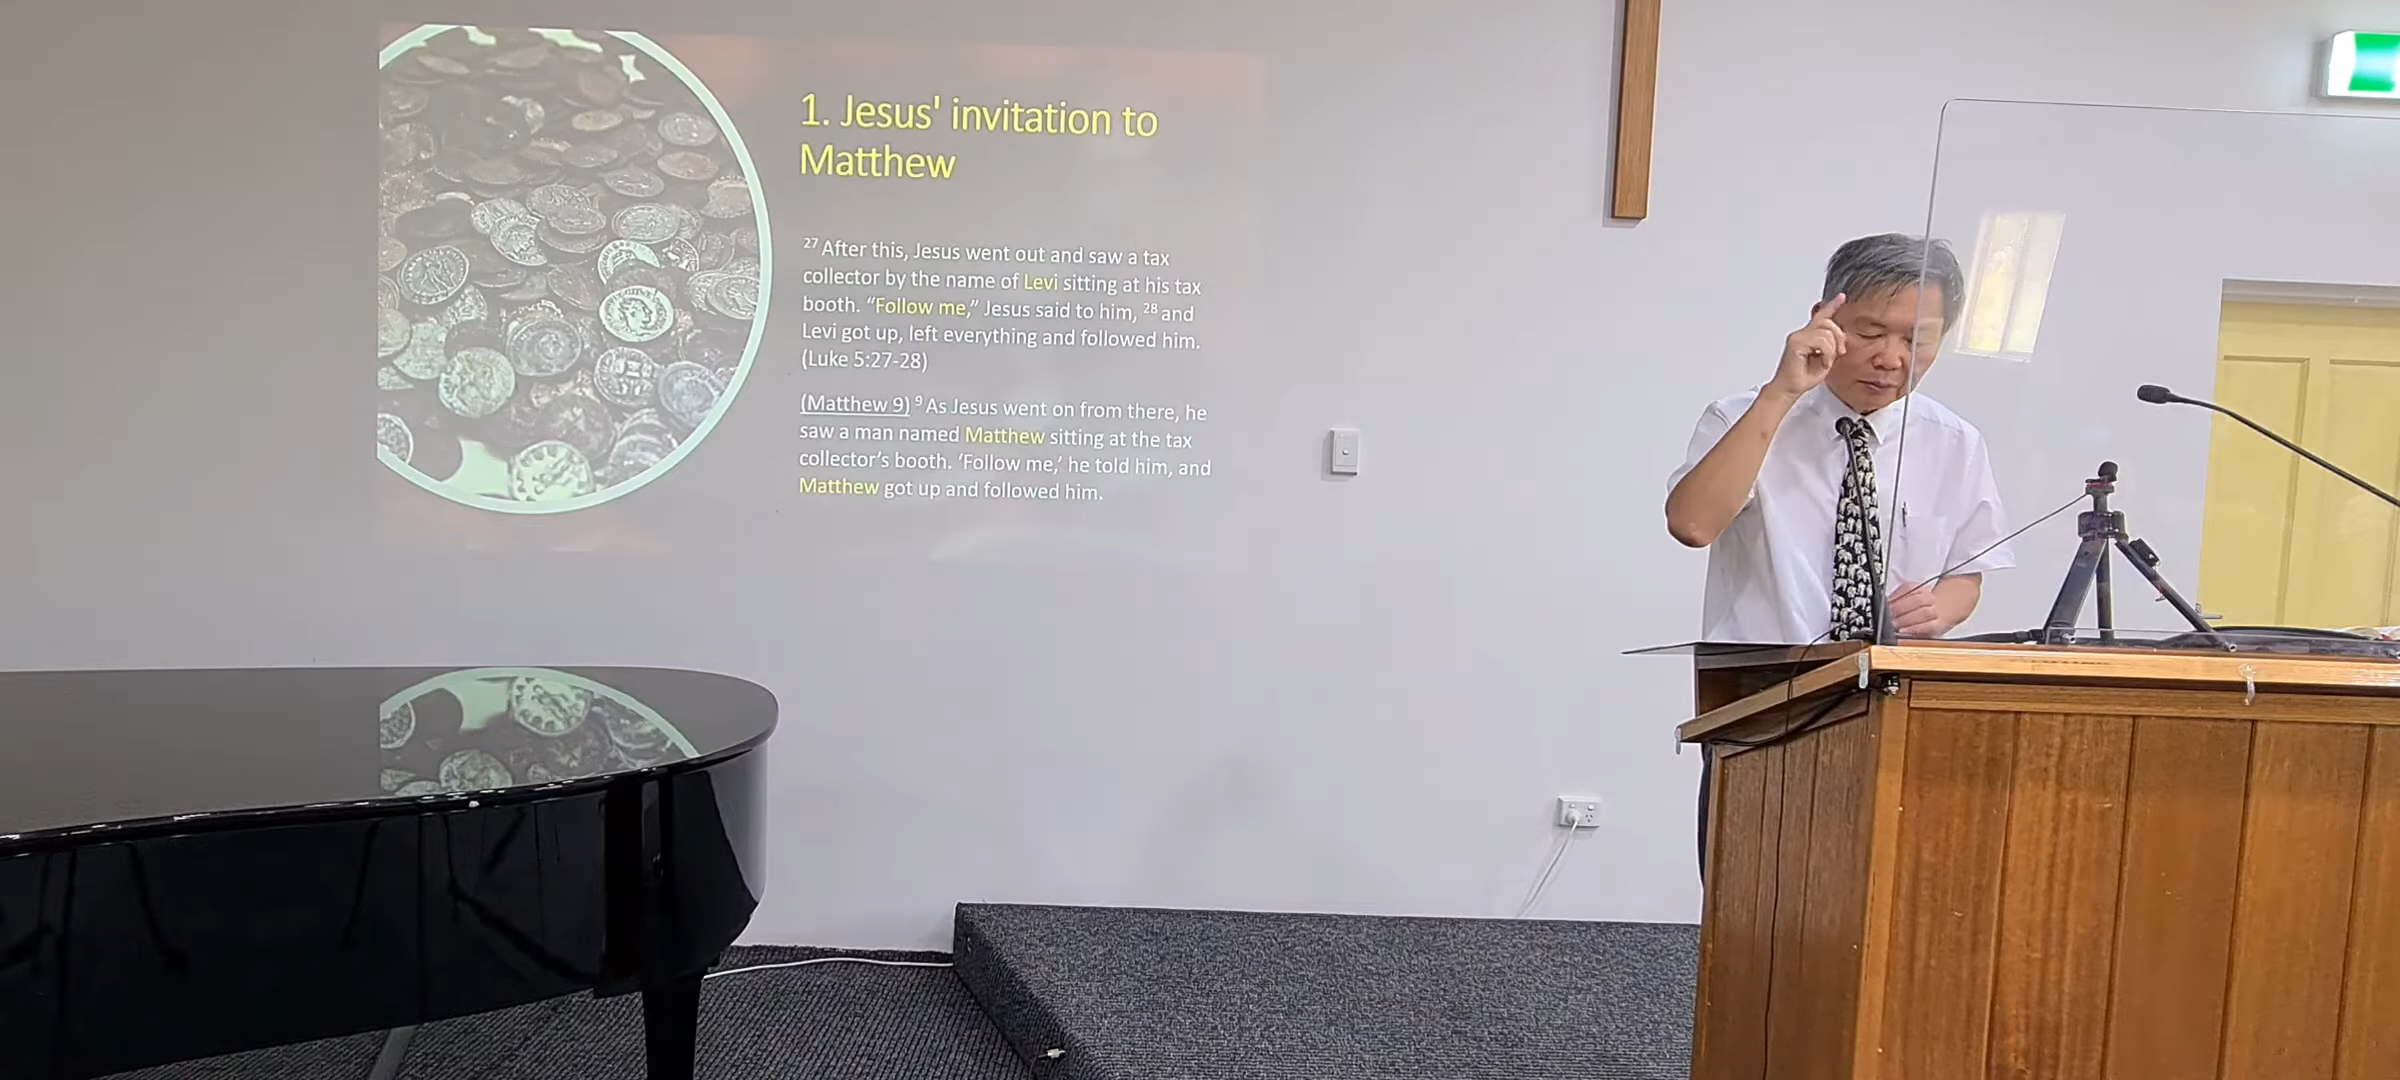 1. Jesus' invitation to
Matthew
27 After this, Jesus went out and saw a tax
collector by the name of Levi sitting at his tax
booth. “Follow me,” Jesus said to him, 28 and
Levi got up, left everything and followed him.
(Luke 5:27-28)
(Matthew 9) 9 As Jesus went on from there, he
saw a man named Matthew sitting at the tax
collector’s booth. ‘Follow me,’ he told him, and
Matthew got up and followed him.